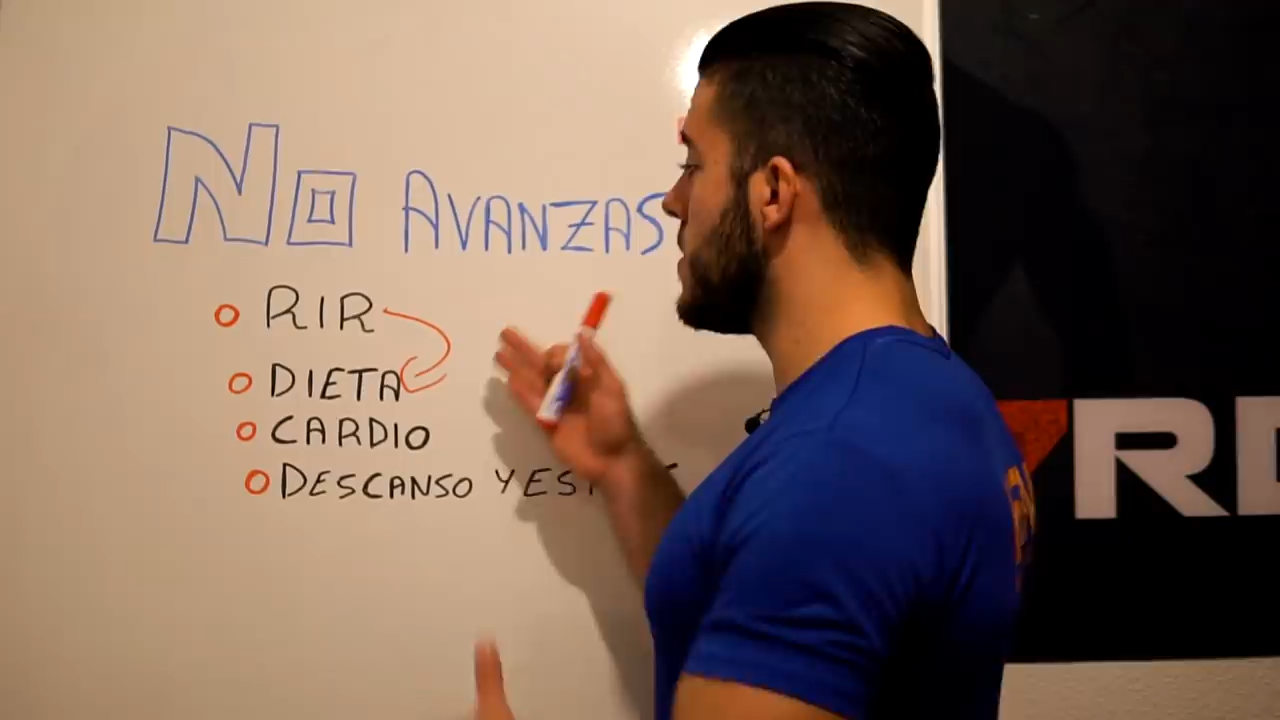 NO AVANZAS
RIR
DIETA
CARDIO
DESCANSO Y
RD